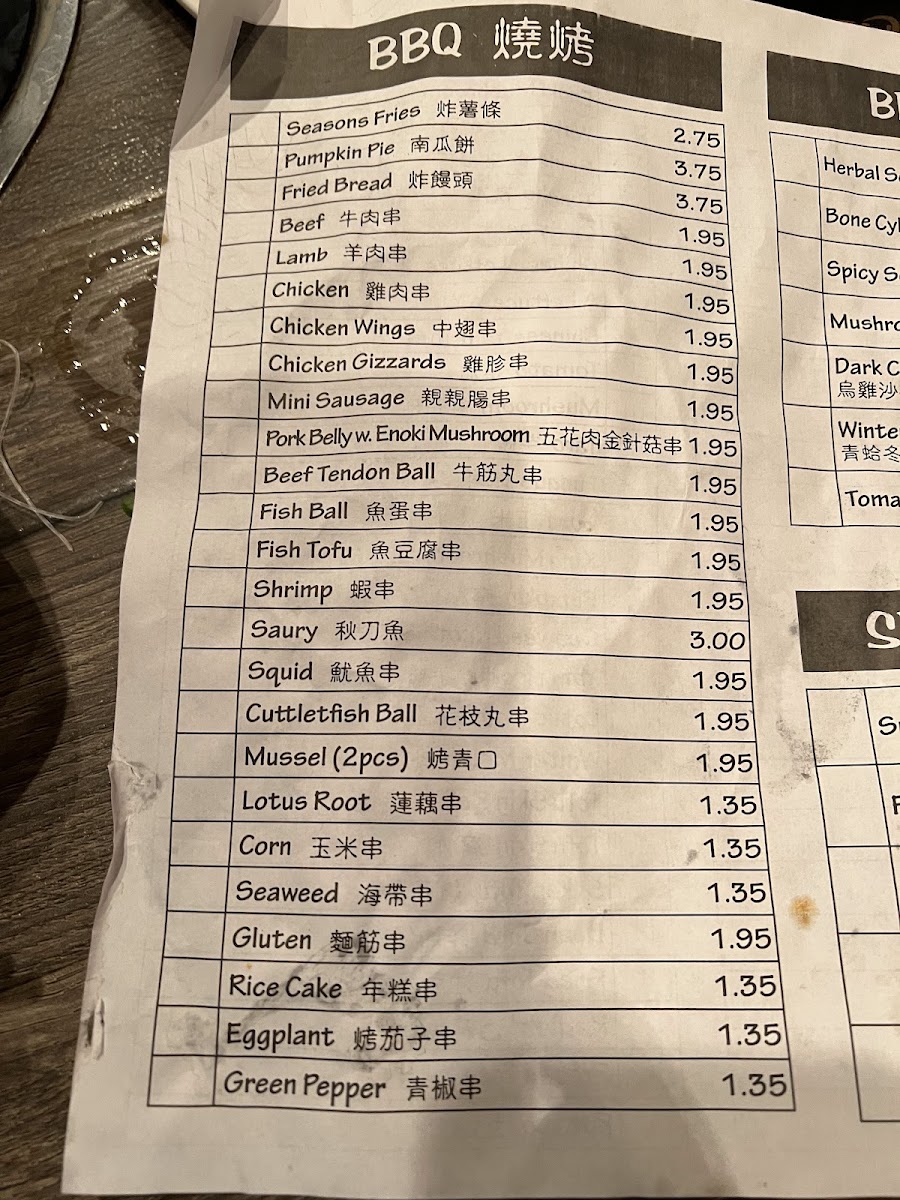 BBQ 燒烤
Seasons Fries 炸薯條 2.75
Pumpkin Pie 南瓜餅 3.75
Fried Bread 炸饅頭 3.75
Beef 牛肉串 1.95
Lamb 羊肉串 1.95
Chicken 雞肉串 1.95
Chicken Wings 中翅串 1.95
Chicken Gizzards 雞胗串 1.95
Mini Sausage 親親腸串 1.95
Pork Belly w. Enoki Mushroom 五花肉金針菇串 1.95
Beef Tendon Ball 牛筋丸串 1.95
Fish Ball 魚蛋串 1.95
Fish Tofu 魚豆腐串 1.95
Shrimp 蝦串 1.95
Saury 秋刀魚 3.00
Squid 魷魚串 1.95
Cuttletfish Ball 花枝丸串 1.95
Mussel (2pcs) 烤青口 1.95
Lotus Root 蓮藕串 1.35
Corn 玉米串 1.35
Seaweed 海帶串 1.35
Gluten 麵筋串 1.95
Rice Cake 年糕串 1.35
Eggplant 烤茄子串 1.35
Green Pepper 青椒串 1.35
Herbal
Bone
Spicy
Dark
烏雞沙
青蛤冬